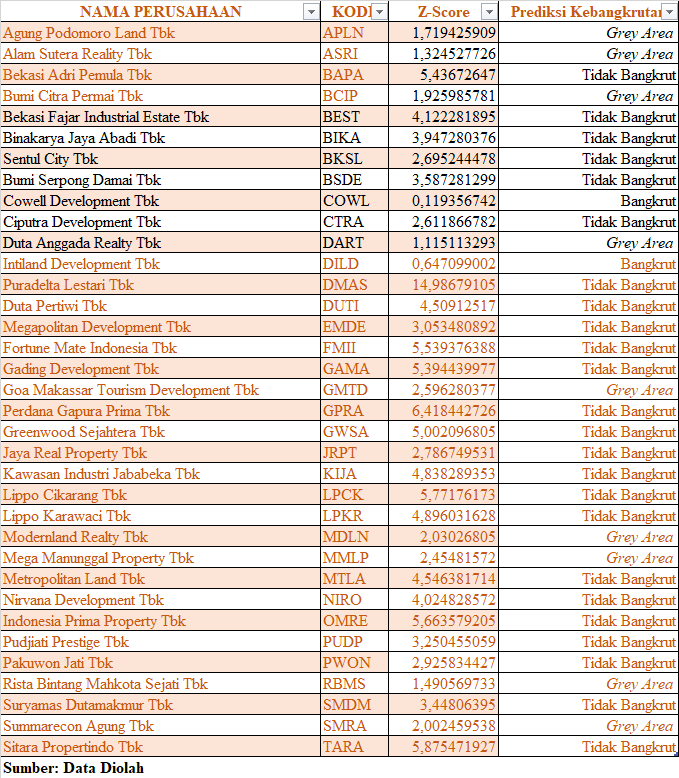 NAMA PERUSAHAAN KODE Z-Score Prediksi Kebangkrutan
Agung Podomoro Land Tbk APLN 1,719425909 Grey Area
Alam Sutera Reality Tbk ASRI 1,324527726 Grey Area
Bekasi Adri Pemula Tbk BAPA 5,43672647 Tidak Bangkrut
Bumi Citra Permai Tbk BCIP 1,925985781 Grey Area
Bekasi Fajar Industrial Estate Tbk BEST 4,122281895 Tidak Bangkrut
Binakarya Jaya Abadi Tbk BIKA 3,947280376 Tidak Bangkrut
Sentul City Tbk BKSL 2,695244478 Tidak Bangkrut
Bumi Serpong Damai Tbk BSDE 3,587281299 Tidak Bangkrut
Cowell Development Tbk COWL 0,119356742 Bangkrut
Ciputra Development Tbk CTRA 2,611866782 Tidak Bangkrut
Duta Anggada Realty Tbk DART 1,115113293 Grey Area
Intiland Development Tbk DILD 0,647099002 Bangkrut
Puradelta Lestari Tbk DMAS 14,98679105 Tidak Bangkrut
Duta Pertiwi Tbk DUTI 4,50912517 Tidak Bangkrut
Megapolitan Development Tbk EMDE 3,053480892 Tidak Bangkrut
Fortune Mate Indonesia Tbk FMII 5,539376388 Tidak Bangkrut
Gading Development Tbk GAMA 5,394439977 Tidak Bangkrut
Goa Makassar Tourism Development Tbk GMTD 2,596280377 Grey Area
Perdana Gapura Prima Tbk GPRA 6,418442726 Tidak Bangkrut
Greenwood Sejahtera Tbk GWSA 5,002096805 Tidak Bangkrut
Jaya Real Property Tbk JRPT 2,786749531 Tidak Bangkrut
Kawasan Industri Jababeka Tbk KIJA 4,838289353 Tidak Bangkrut
Lippo Cikarang Tbk LPCK 5,77176173 Tidak Bangkrut
Lippo Karawaci Tbk LPKR 4,896031628 Tidak Bangkrut
Modernland Realty Tbk MDLN 2,03026805 Grey Area
Mega Manunggal Property Tbk MMLP 2,45481572 Grey Area
Metropolitan Land Tbk MTLA 4,546381714 Tidak Bangkrut
Nirvana Development Tbk NIRO 4,024828572 Tidak Bangkrut
Indonesia Prima Property Tbk OMRE 5,663579205 Tidak Bangkrut
Pudjiati Prestige Tbk PUDP 3,250455059 Tidak Bangkrut
Pakuwon Jati Tbk PWON 2,925834427 Tidak Bangkrut
Rista Bintang Mahkota Sejati Tbk RBMS 1,490569733 Grey Area
Suryamas Dutamakmur Tbk SMDM 3,44806395 Tidak Bangkrut
Summarecon Agung Tbk SMRA 2,002459538 Grey Area
Sitara Propertindo Tbk TARA 5,875471927 Tidak Bangkrut
Sumber: Data Diolah